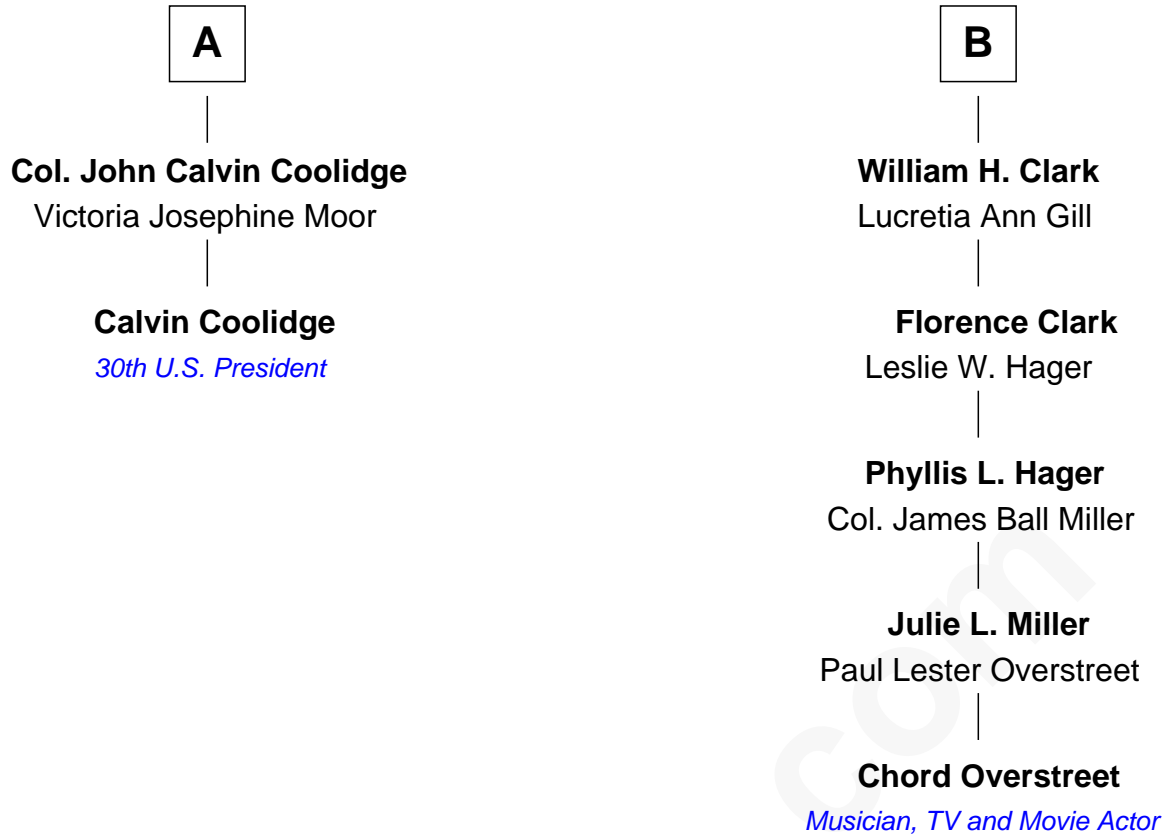 A
Col. John Calvin Coolidge
Victoria Josephine Moor
Calvin Coolidge
30th U.S. President
B
William H. Clark
Lucretia Ann Gill
Florence Clark
Leslie W. Hager
Phyllis L. Hager
Col. James Ball Miller
Julie L. Miller
Paul Lester Overstreet
Chord Overstreet
Musician, TV and Movie Actor
com